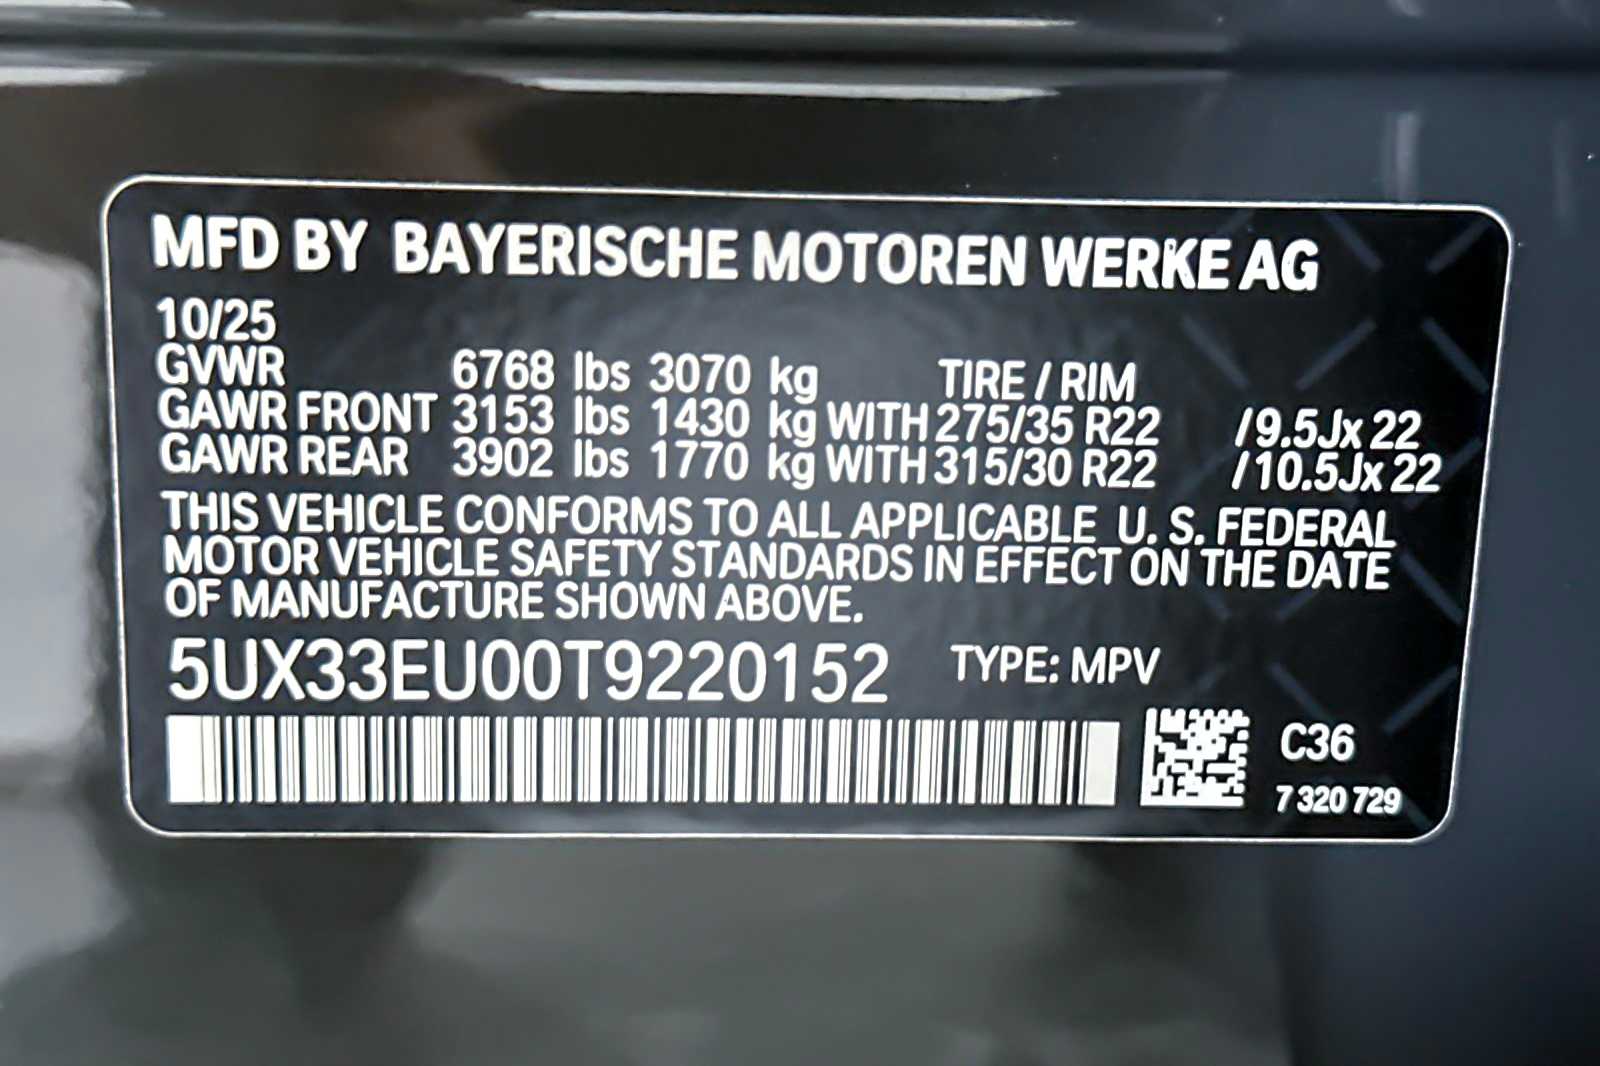 MFD BY BAYERISCHE MOTOREN WERKE AG
10/25
GVWR 6768 lbs 3070 kg TIRE / RIM
GAWR FRONT 3153 lbs 1430 kg WITH 275/35 R22 /9.5Jx 22
GAWR REAR 3902 lbs 1770 kg WITH 315/30 R22 /10.5Jx 22
THIS VEHICLE CONFORMS TO ALL APPLICABLE U. S. FEDERAL
MOTOR VEHICLE SAFETY STANDARDS IN EFFECT ON THE DATE
OF MANUFACTURE SHOWN ABOVE.
5UX33EU00T9220152 TYPE: MPV
C36
7 320 729